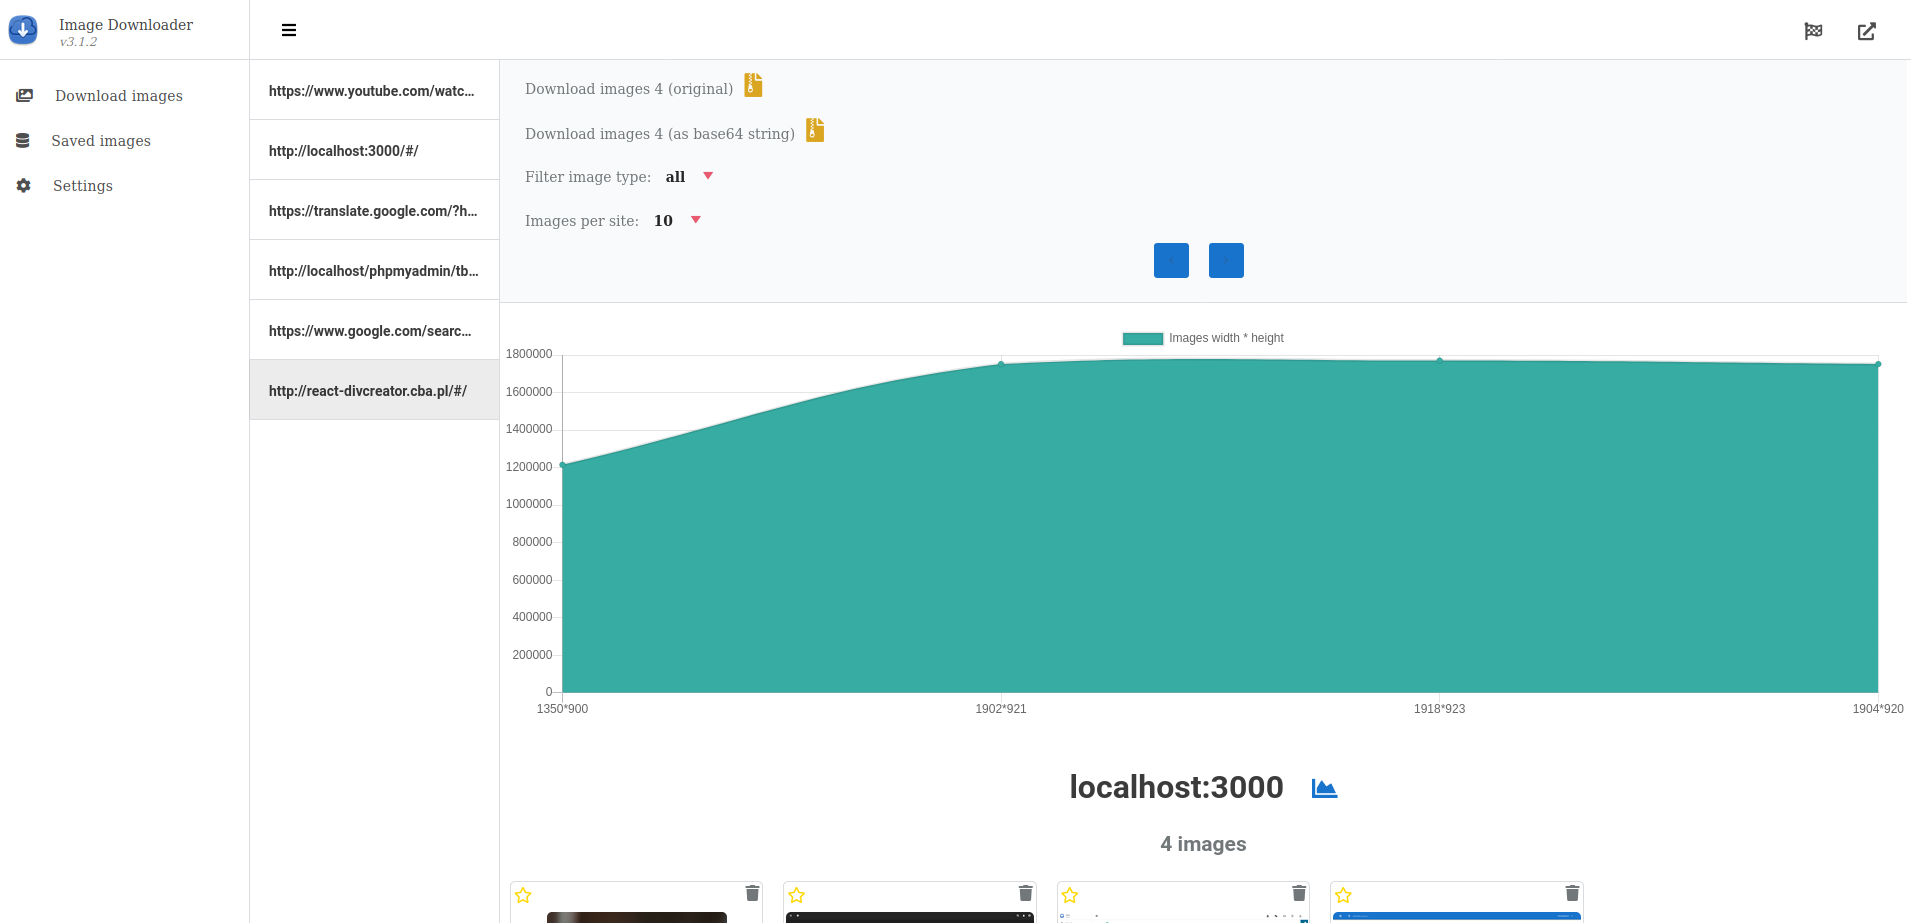 Image Downloader
v3.1.2
Download images
Saved images
Settings
https://www.youtube.com/watc...
http://localhost:3000/#/
https://translate.google.com/?h...
http://localhost/phpmyadmin/tb...
https://www.google.com/searc...
http://react-divcreator.cba.pl/#/
Download images 4 (original)
Download images 4 (as base64 string)
Filter image type: all
Images per site: 10
Images width * height
1800000
1600000
1400000
1200000
1000000
800000
600000
400000
200000
0
1350*900 1902*921 1918*923 1904*920
localhost:3000
4 images